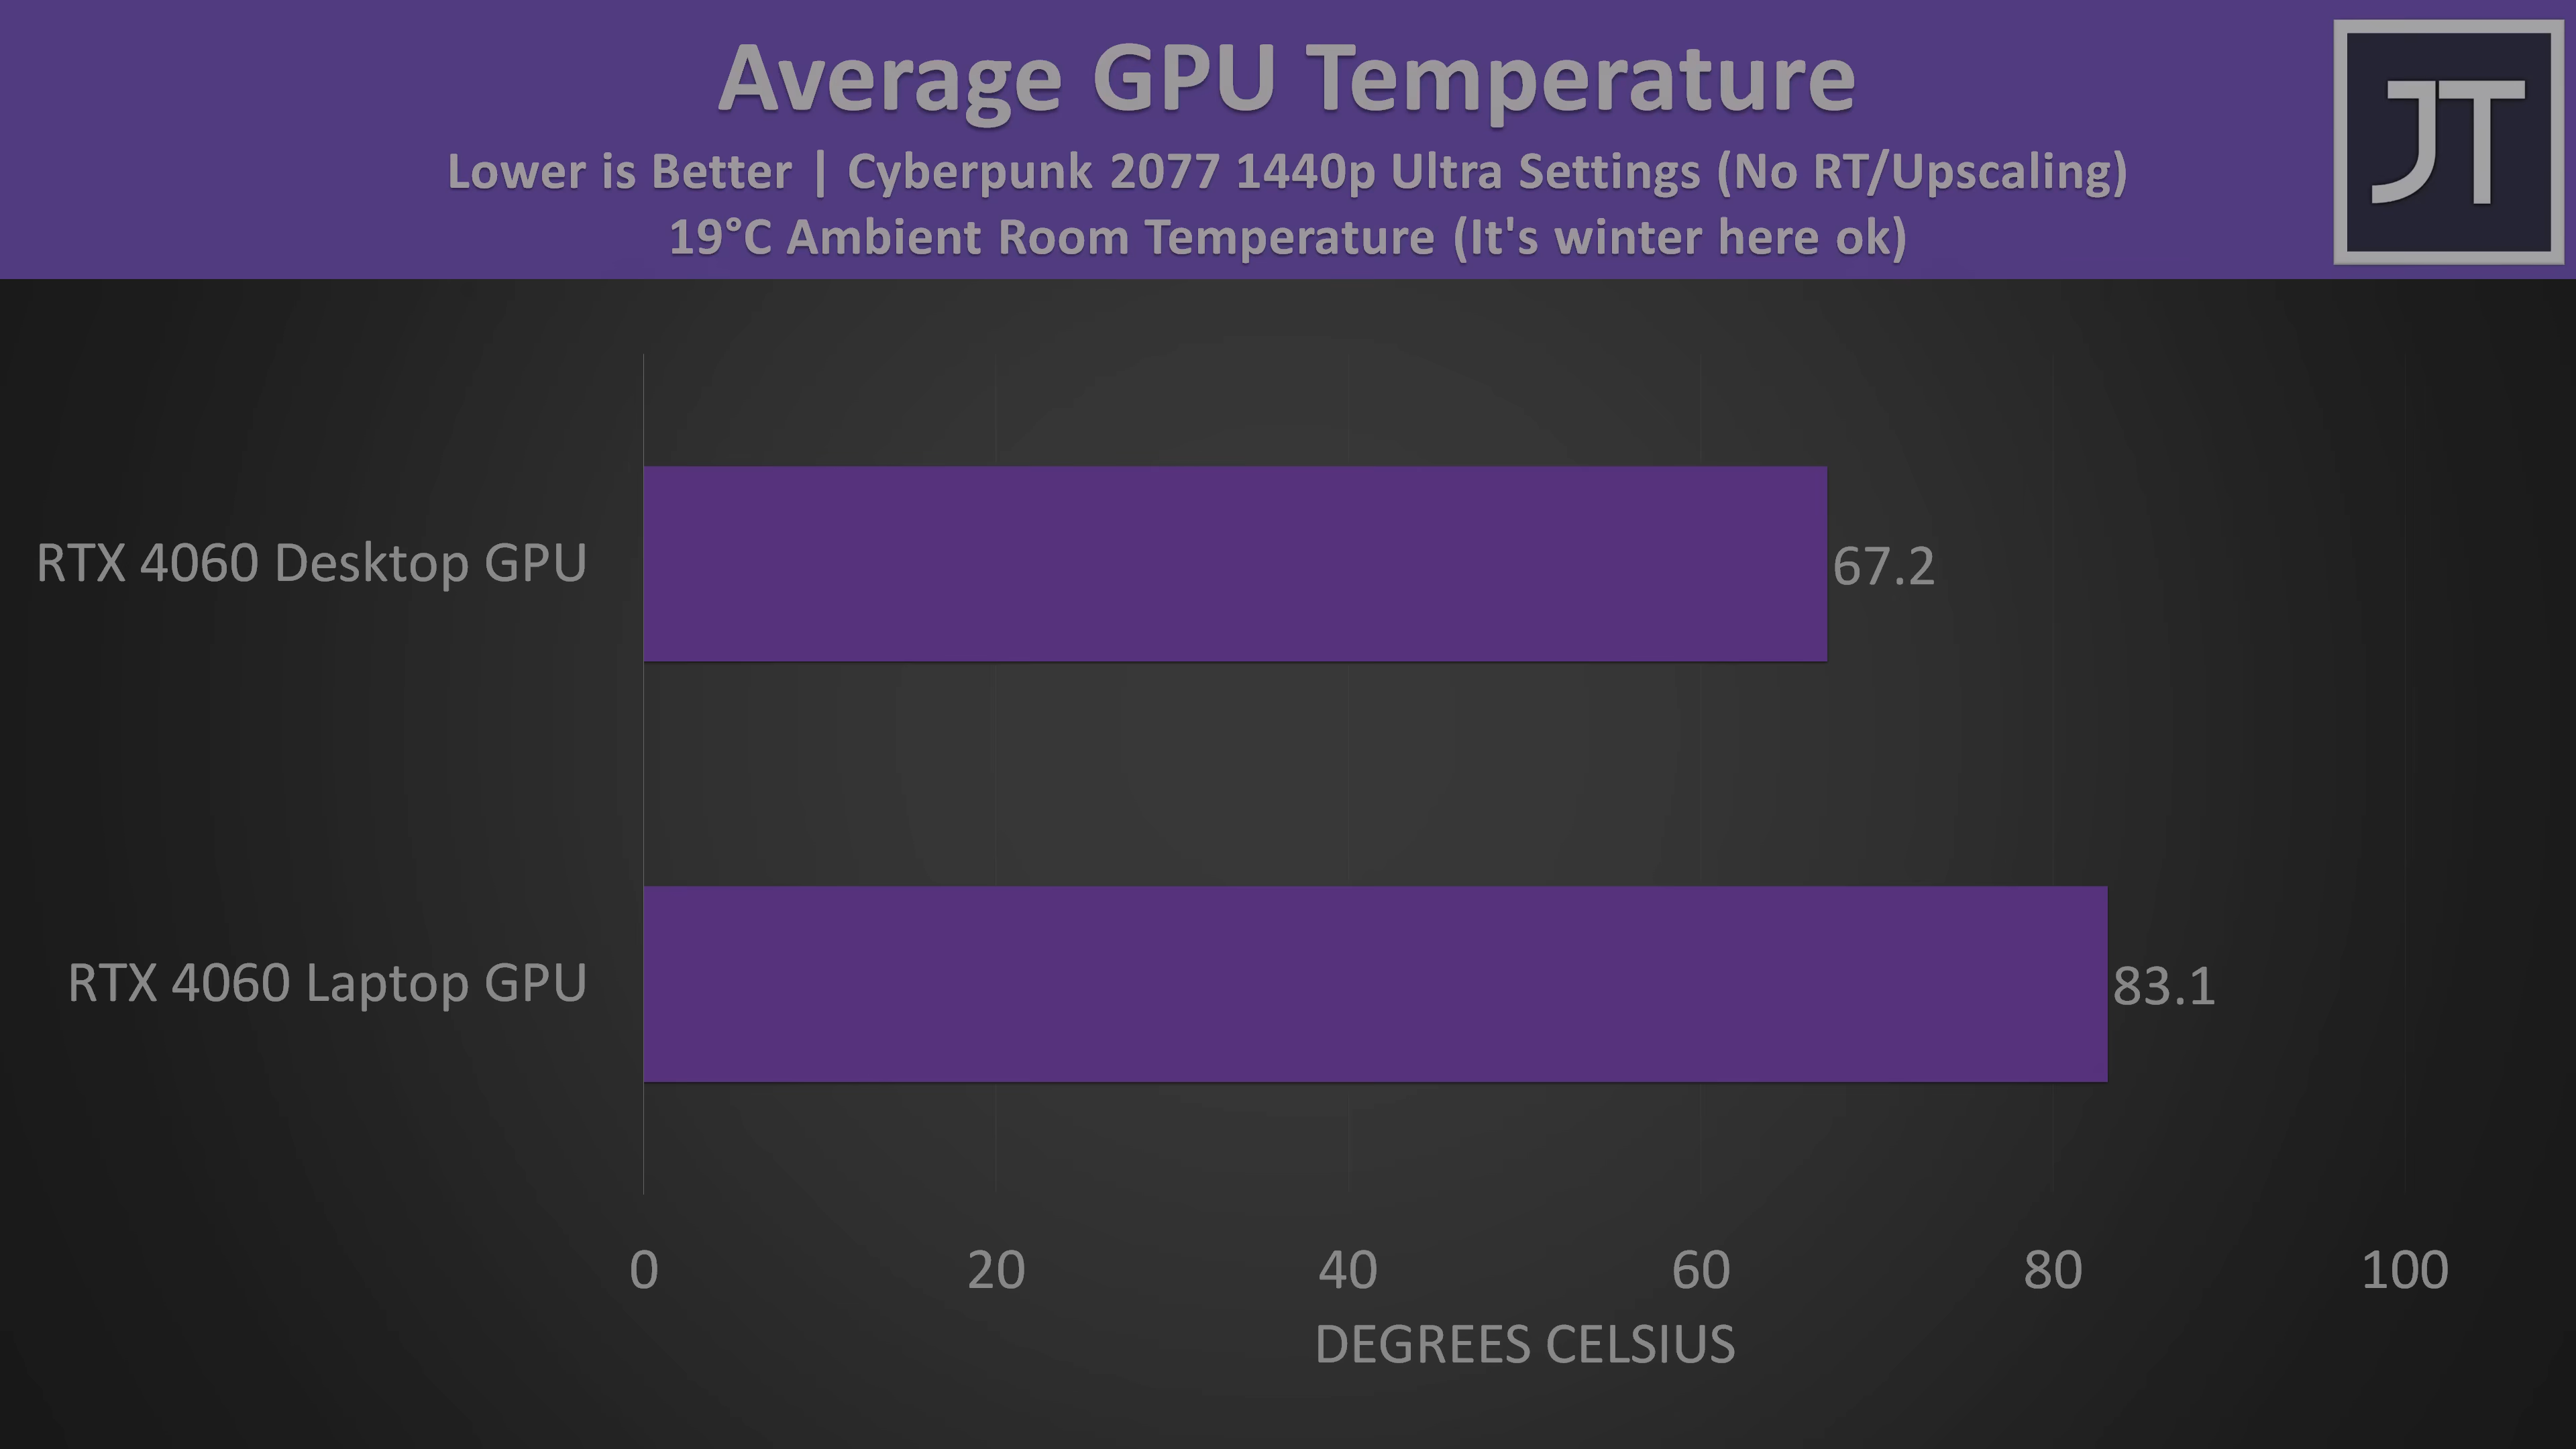 Average GPU Temperature
Lower is Better | Cyberpunk 2077 1440p Ultra Settings (No RT/Upscaling)
19°C Ambient Room Temperature (It's winter here ok)
JT
RTX 4060 Desktop GPU
67.2
RTX 4060 Laptop GPU
83.1
0 20 40 60 80 100
DEGREES CELSIUS